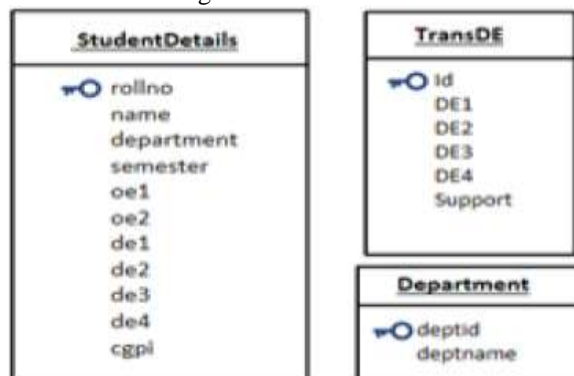 StudentDetails
rollno
name
department
semester
oe1
oe2
de1
de2
de3
de4
cgpi
TransDE
Id
DE1
DE2
DE3
DE4
Support
Department
deptid
deptname